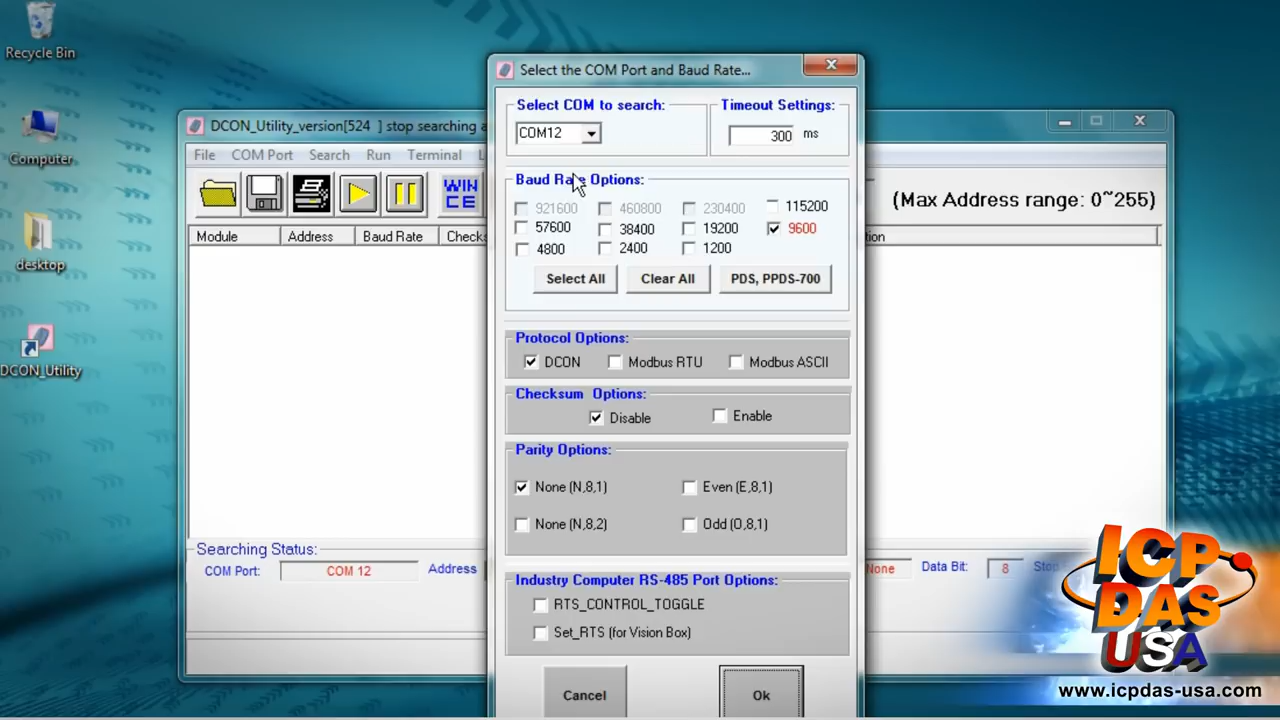 Recycle Bin
Computer
desktop
DCON_Utility
DCON_Utility_version[524 ] stop searching
File COM Port Search Run Terminal
WIN CE
(Max Address range: 0~255)
Module Address Baud Rate Checks
Searching Status:
COM Port: COM 12 Address
None Data Bit: 8
Select the COM Port and Baud Rate...
Select COM to search: Timeout Settings:
COM12 300 ms
Baud Rate Options:
921600 460800 230400 115200
57600 38400 19200 9600
4800 2400 1200
Select All Clear All PDS, PPDS-700
Protocol Options:
DCON Modbus RTU Modbus ASCII
Checksum Options:
Disable Enable
Parity Options:
None (N,8,1) Even (E,8,1)
None (N,8,2) Odd (O,8,1)
Industry Computer RS-485 Port Options:
RTS_CONTROL_TOGGLE
Set_RTS (for Vision Box)
Cancel Ok
ICP
DAS
USA
www.icpdas-usa.com